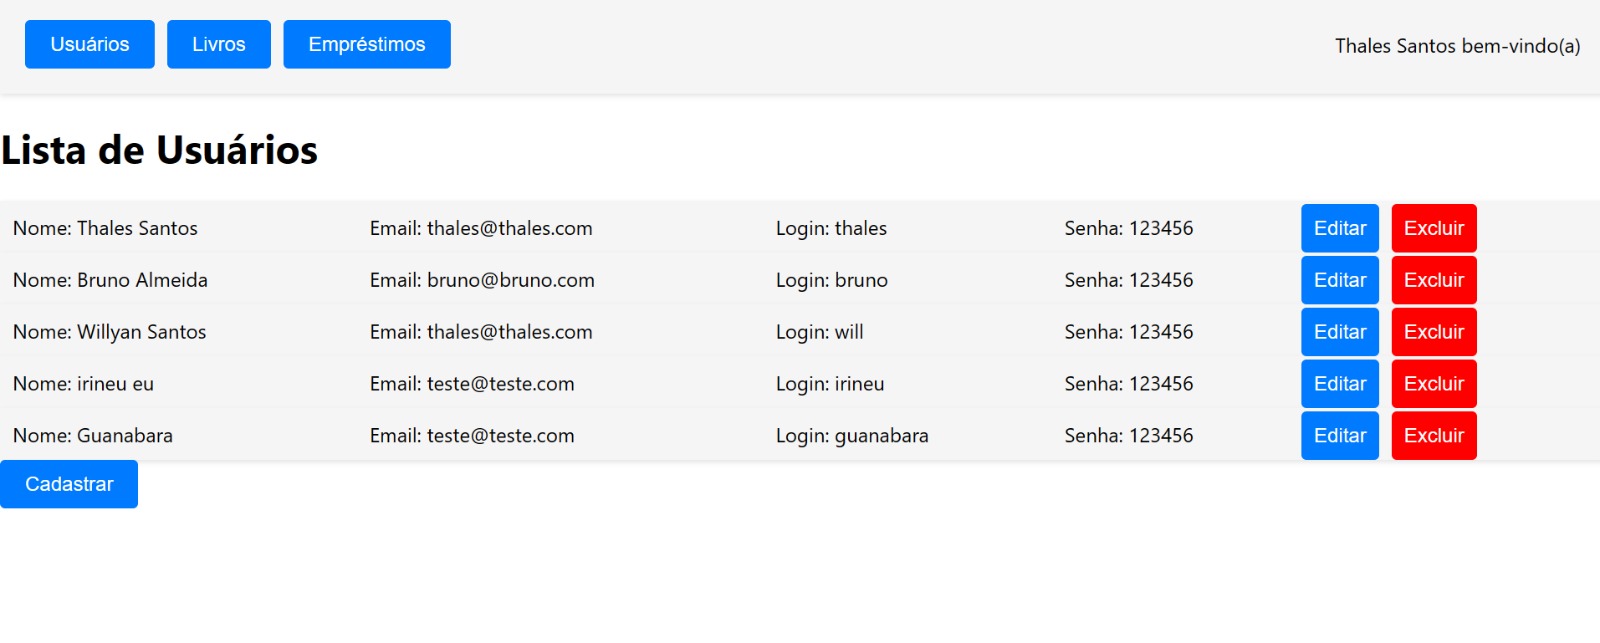 Usuários Livros Empréstimos Thales Santos bem-vindo(a)
Lista de Usuários
Nome: Thales Santos Email: thales@thales.com Login: thales Senha: 123456 Editar Excluir
Nome: Bruno Almeida Email: bruno@bruno.com Login: bruno Senha: 123456 Editar Excluir
Nome: Willyan Santos Email: thales@thales.com Login: will Senha: 123456 Editar Excluir
Nome: irineu eu Email: teste@teste.com Login: irineu Senha: 123456 Editar Excluir
Nome: Guanabara Email: teste@teste.com Login: guanabara Senha: 123456 Editar Excluir
Cadastrar